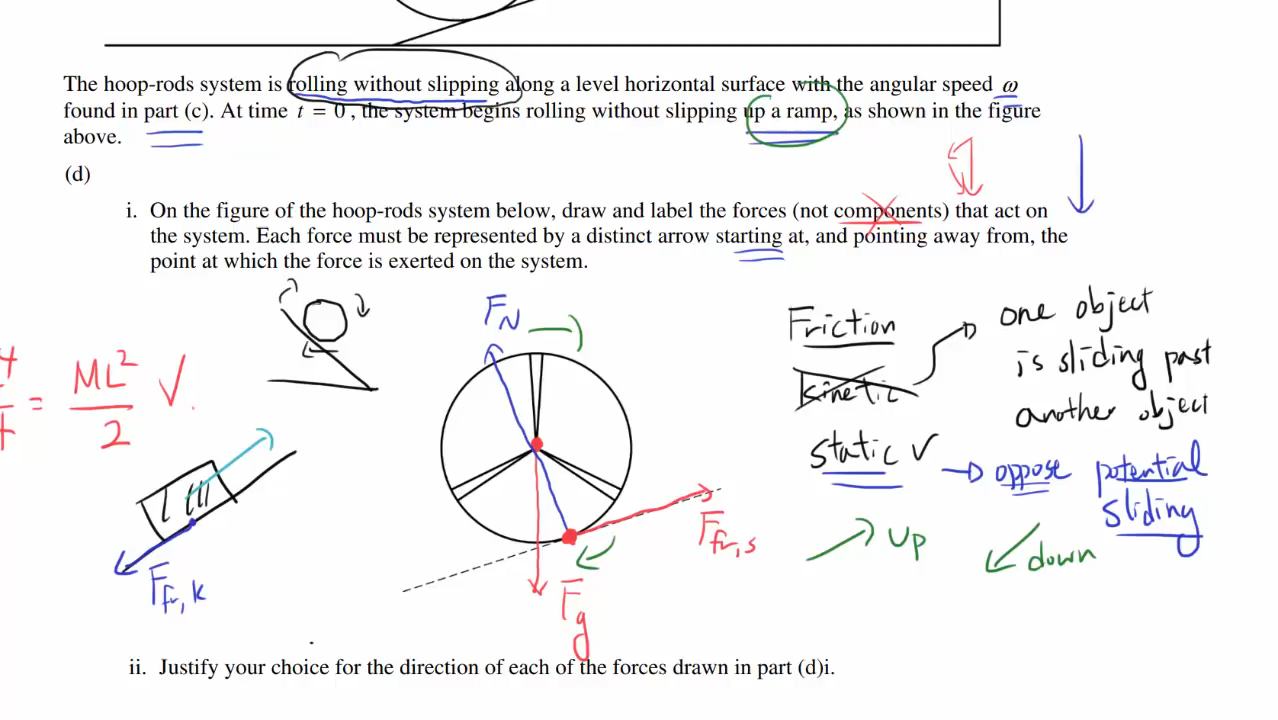 The hoop-rods system is rolling without slipping along a level horizontal surface with the angular speed ω
found in part (c). At time t = 0, the system begins rolling without slipping up a ramp, as shown in the figure
above.
(d)
i. On the figure of the hoop-rods system below, draw and label the forces (not components) that act on
the system. Each force must be represented by a distinct arrow starting at, and pointing away from, the
point at which the force is exerted on the system.
= ML² / 2 √.
F_N
F_fr,s
F_g
F_fr,k
Friction
kinetic
one object
is sliding past
another object
static √
oppose potential
sliding
up
down
ii. Justify your choice for the direction of each of the forces drawn in part (d)i.